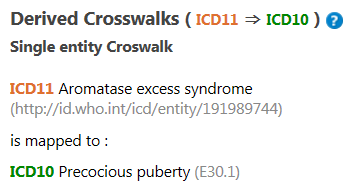 Derived Crosswalks ( ICD11 ⇒ ICD10 ) ?
Single entity Croswalk
ICD11 Aromatase excess syndrome
(http://id.who.int/icd/entity/191989744)
is mapped to :
ICD10 Precocious puberty (E30.1)